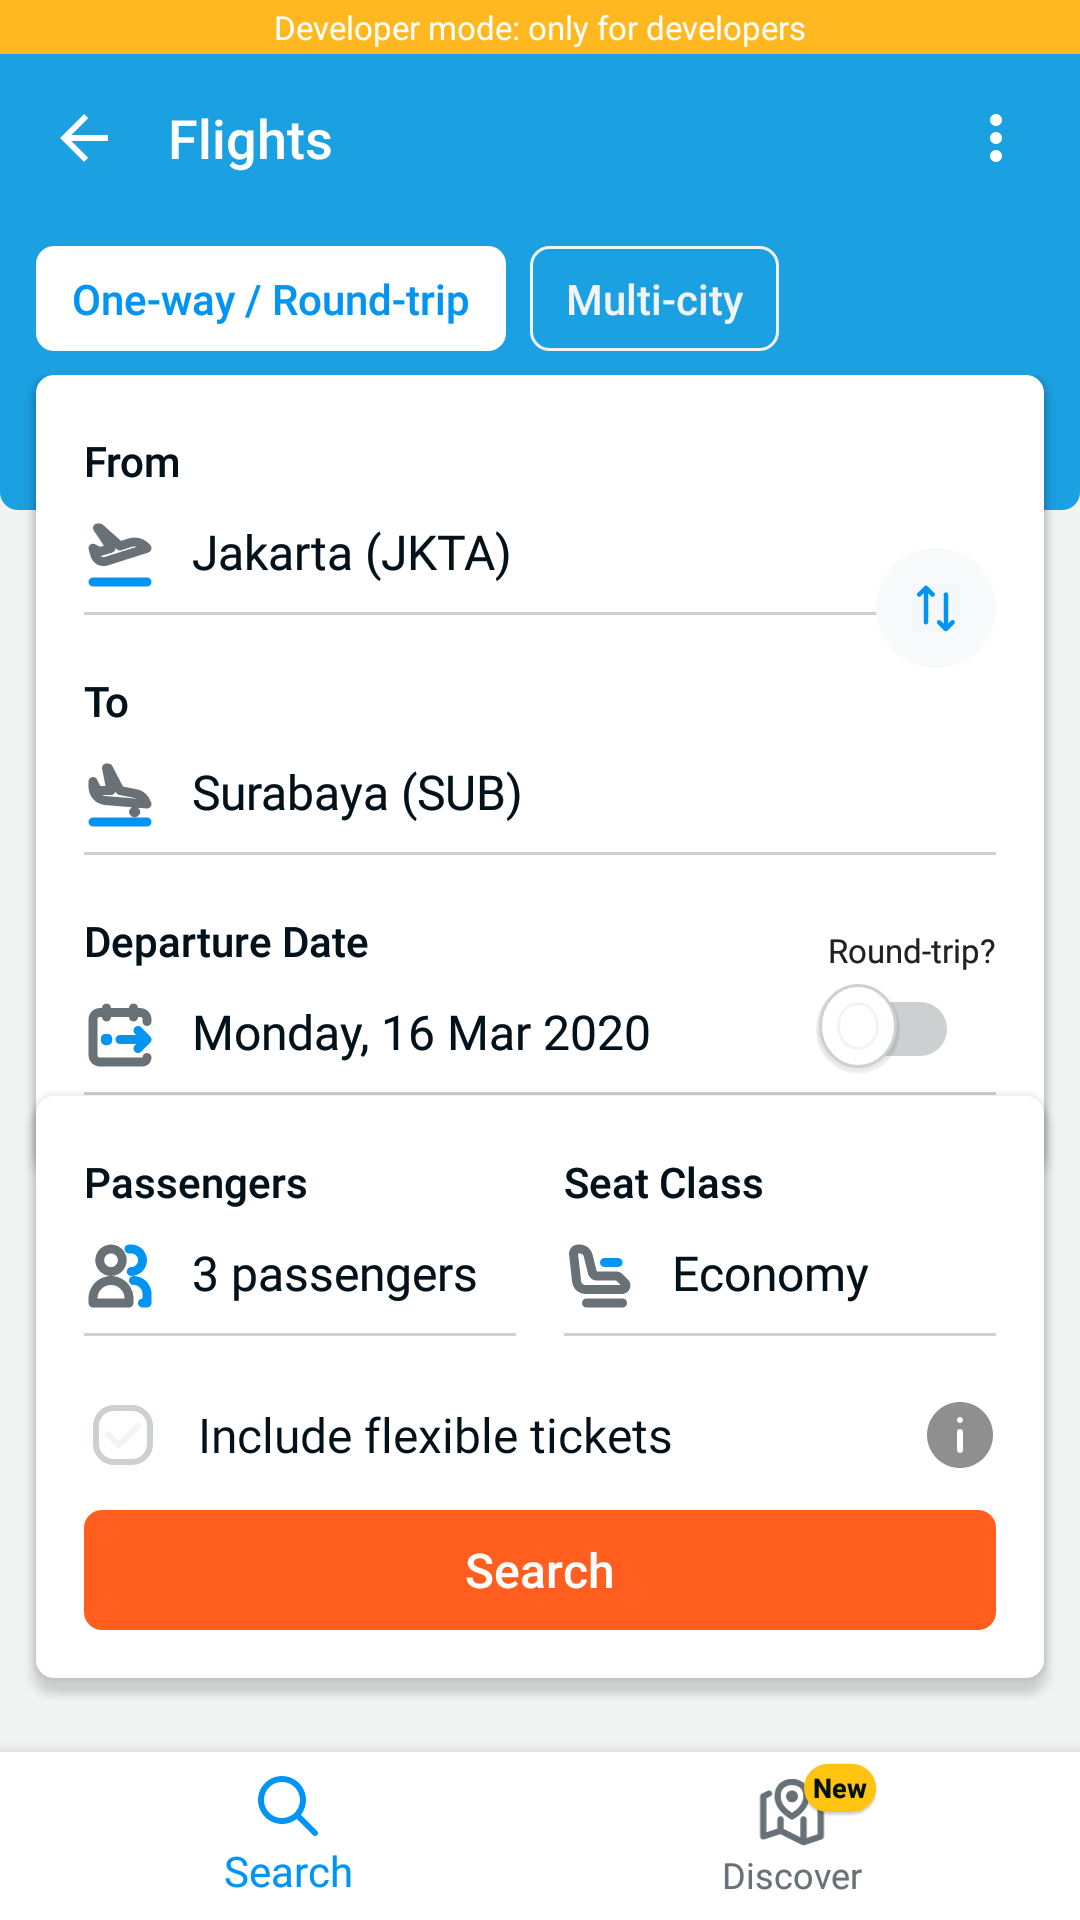 Developer mode: only for developers
Flights
One-way / Round-trip
Multi-city
From
Jakarta (JKTA)
To
Surabaya (SUB)
Departure Date
Round-trip?
Monday, 16 Mar 2020
Passengers
Seat Class
3 passengers
Economy
Include flexible tickets
Search
New
Search
Discover